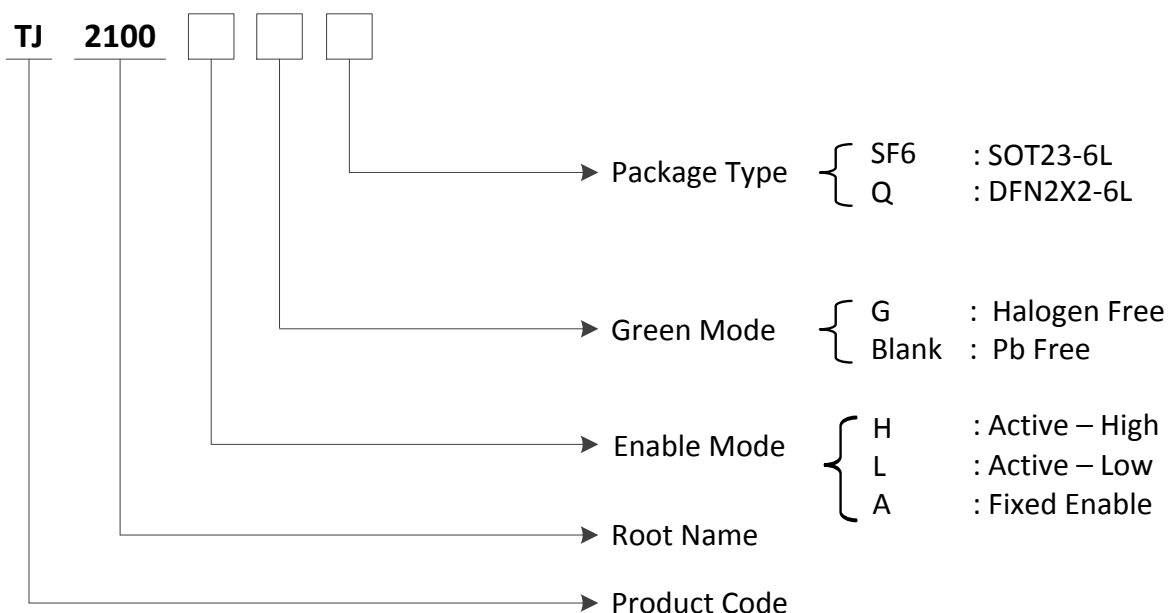 TJ 2100
Package Type
SF6 : SOT23-6L
Q : DFN2X2-6L
Green Mode
G : Halogen Free
Blank : Pb Free
Enable Mode
H : Active – High
L : Active – Low
A : Fixed Enable
Root Name
Product Code